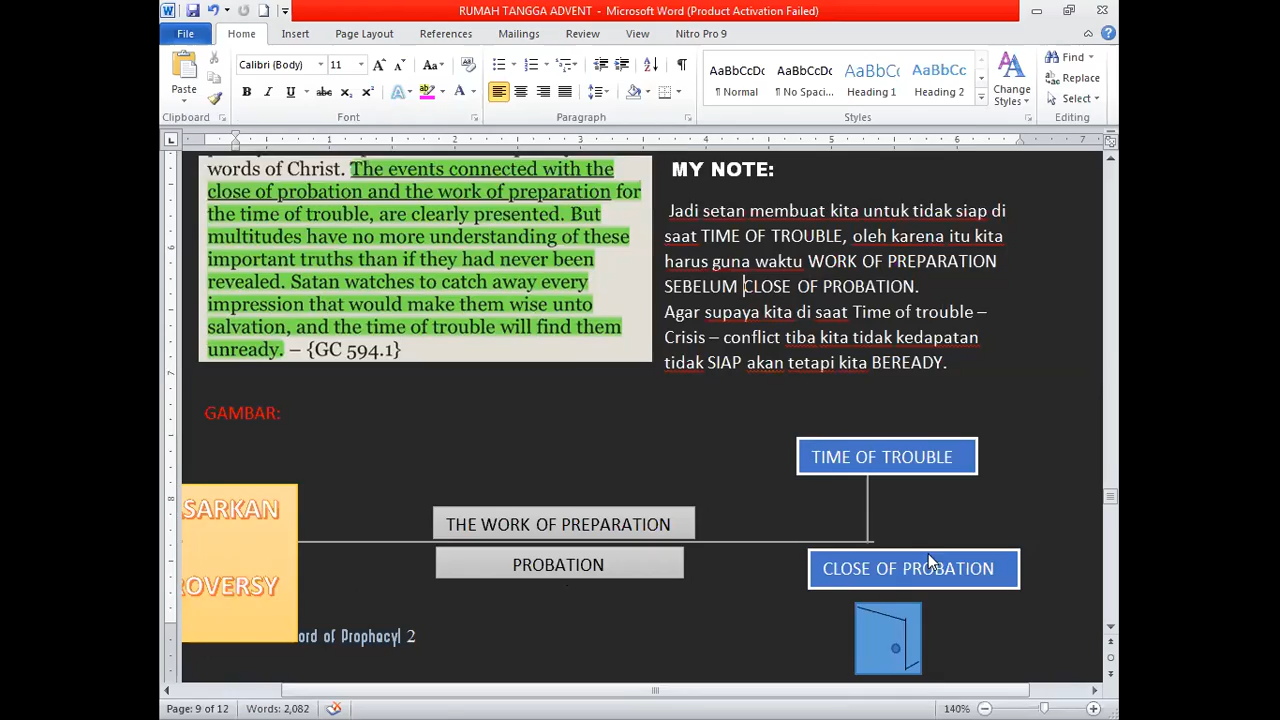 RUMAH TANGGA ADVENT - Microsoft Word (Product Activation Failed)
File Home Insert Page Layout References Mailings Review View Nitro Pro 9
Calibri (Body) 11
Paste
AaBbCcDc AaBbCcDc AaBbCc AaBbCc
¶ Normal ¶ No Spaci... Heading 1 Heading 2
Change Styles
Find
Replace
Select
Clipboard Font Paragraph Styles Editing
1 2 3 4 5 6 7
words of Christ. The events connected with the
close of probation and the work of preparation for
the time of trouble, are clearly presented. But
multitudes have no more understanding of these
important truths than if they had never been
revealed. Satan watches to catch away every
impression that would make them wise unto
salvation, and the time of trouble will find them
unready. – {GC 594.1}
MY NOTE:
Jadi setan membuat kita untuk tidak siap di
saat TIME OF TROUBLE, oleh karena itu kita
harus guna waktu WORK OF PREPARATION
SEBELUM CLOSE OF PROBATION.
Agar supaya kita di saat Time of trouble –
Crisis – conflict tiba kita tidak kedapatan
tidak SIAP akan tetapi kita BEREADY.
GAMBAR:
TIME OF TROUBLE
SARKAN
THE WORK OF PREPARATION
PROBATION
CLOSE OF PROBATION
ROVERSY
ord of Prophacy| 2
Page: 9 of 12 Words: 2,082 140%